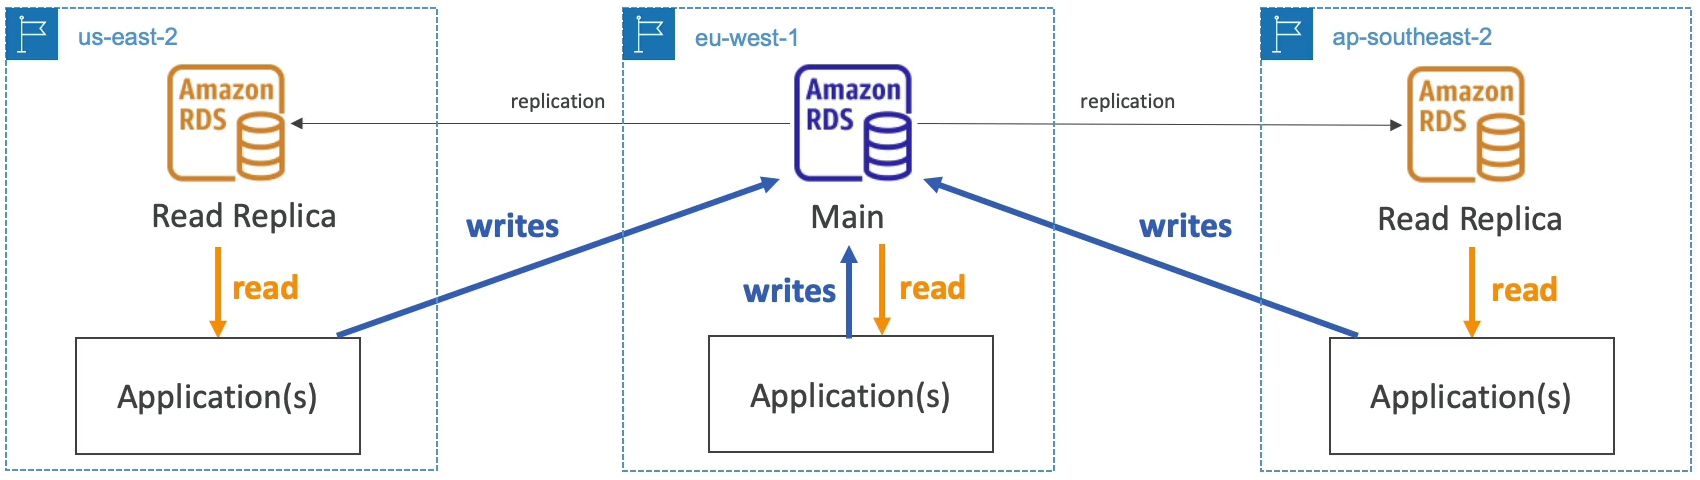 us-east-2
Amazon
RDS
Read Replica
read
Application(s)
replication
writes
eu-west-1
Amazon
RDS
Main
writes
read
Application(s)
replication
writes
ap-southeast-2
Amazon
RDS
Read Replica
read
Application(s)